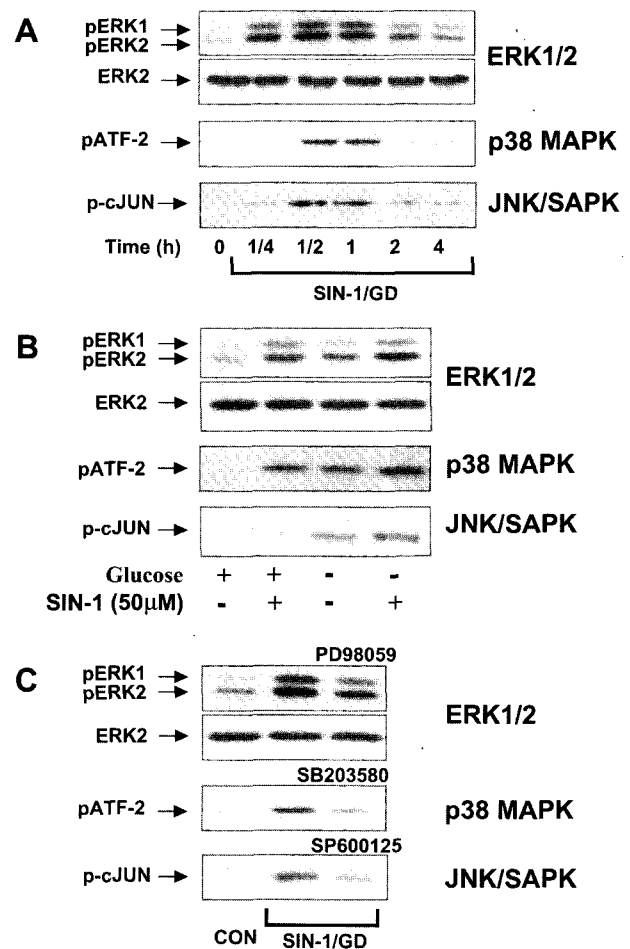 A
pERK1
pERK2
ERK1/2
ERK2
pATF-2
p38 MAPK
p-cJUN
JNK/SAPK
Time (h) 0 1/4 1/2 1 2 4
SIN-1/GD
B
pERK1
pERK2
ERK1/2
ERK2
pATF-2
p38 MAPK
p-cJUN
JNK/SAPK
Glucose + + - -
SIN-1 (50μM) - + - +
C
PD98059
pERK1
pERK2
ERK1/2
ERK2
SB203580
pATF-2
p38 MAPK
SP600125
p-cJUN
JNK/SAPK
CON SIN-1/GD